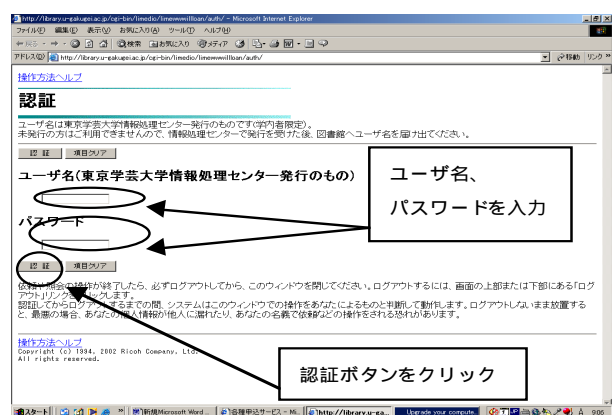 http://library.u-gakugei.ac.jp/cgi-bin/limedio/limewwwillloan/auth/ - Microsoft Internet Explorer
ファイル(F) 編集(E) 表示(V) お気に入り(A) ツール(T) ヘルプ(H)
戻る 検索 お気に入り メディア
アドレス(D) http://library.u-gakugei.ac.jp/cgi-bin/limedio/limewwwillloan/auth/ 移動 リンク »
操作方法ヘルプ
認証
ユーザ名は東京学芸大学情報処理センター発行のものです(学内者限定)。
未発行の方はご利用できませんので、情報処理センターで発行を受けた後、図書館へユーザ名を届け出てください。
認 証 項目クリア
ユーザ名(東京学芸大学情報処理センター発行のもの)
ユーザ名、
パスワードを入力
パスワード
認 証 項目クリア
依頼や照会の操作が終了したら、必ずログアウトしてから、このウィンドウを閉じてください。ログアウトするには、画面の上部または下部にある「ログ
アウト」リンクをクリックします。
認証してからログアウトするまでの間、システムはこのウィンドウでの操作をあなたによるものと判断して動作します。ログアウトしないまま放置する
と、最悪の場合、あなたの個人情報が他人に漏れたり、あなたの名義で依頼などの操作をされる恐れがあります。
操作方法ヘルプ
Copyright (c) 1994, 2002 Ricoh Company, Ltd.
All rights reserved.
認証ボタンをクリック
スタート 新規Microsoft Word ... 各種申込サービス - Mi... http://library.u-ga... Upgrade your compute.. A 9:05